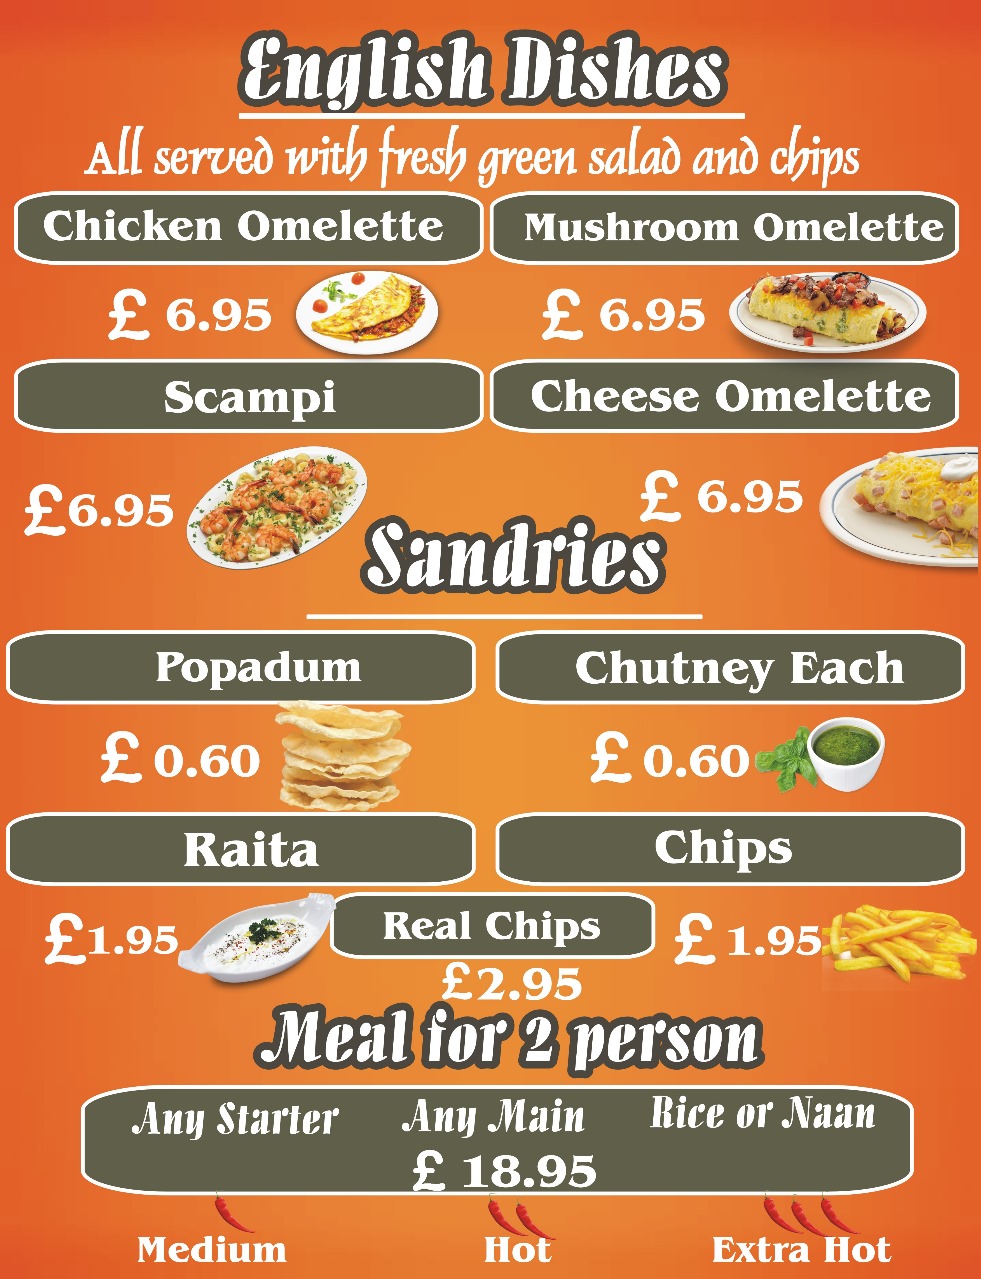 English Dishes
All served with fresh green salad and chips
Chicken Omelette
Mushroom Omelette
£ 6.95
£ 6.95
Scampi
Cheese Omelette
£6.95
£ 6.95
Sandries
Popadum
Chutney Each
£ 0.60
£ 0.60
Raita
Chips
£1.95
Real Chips
£ 1.95
£2.95
Meal for 2 person
Any Starter Any Main Rice or Naan
£ 18.95
Medium Hot Extra Hot